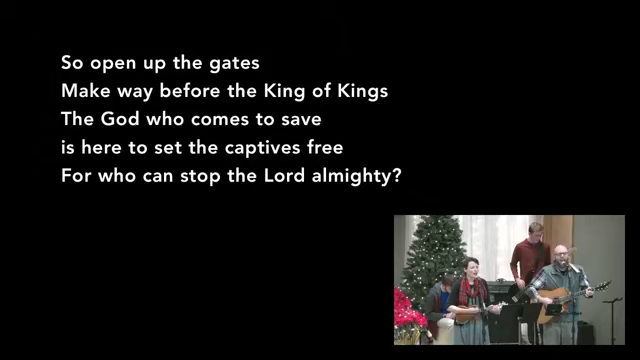 So open up the gates
Make way before the King of Kings
The God who comes to save
is here to set the captives free
For who can stop the Lord almighty?